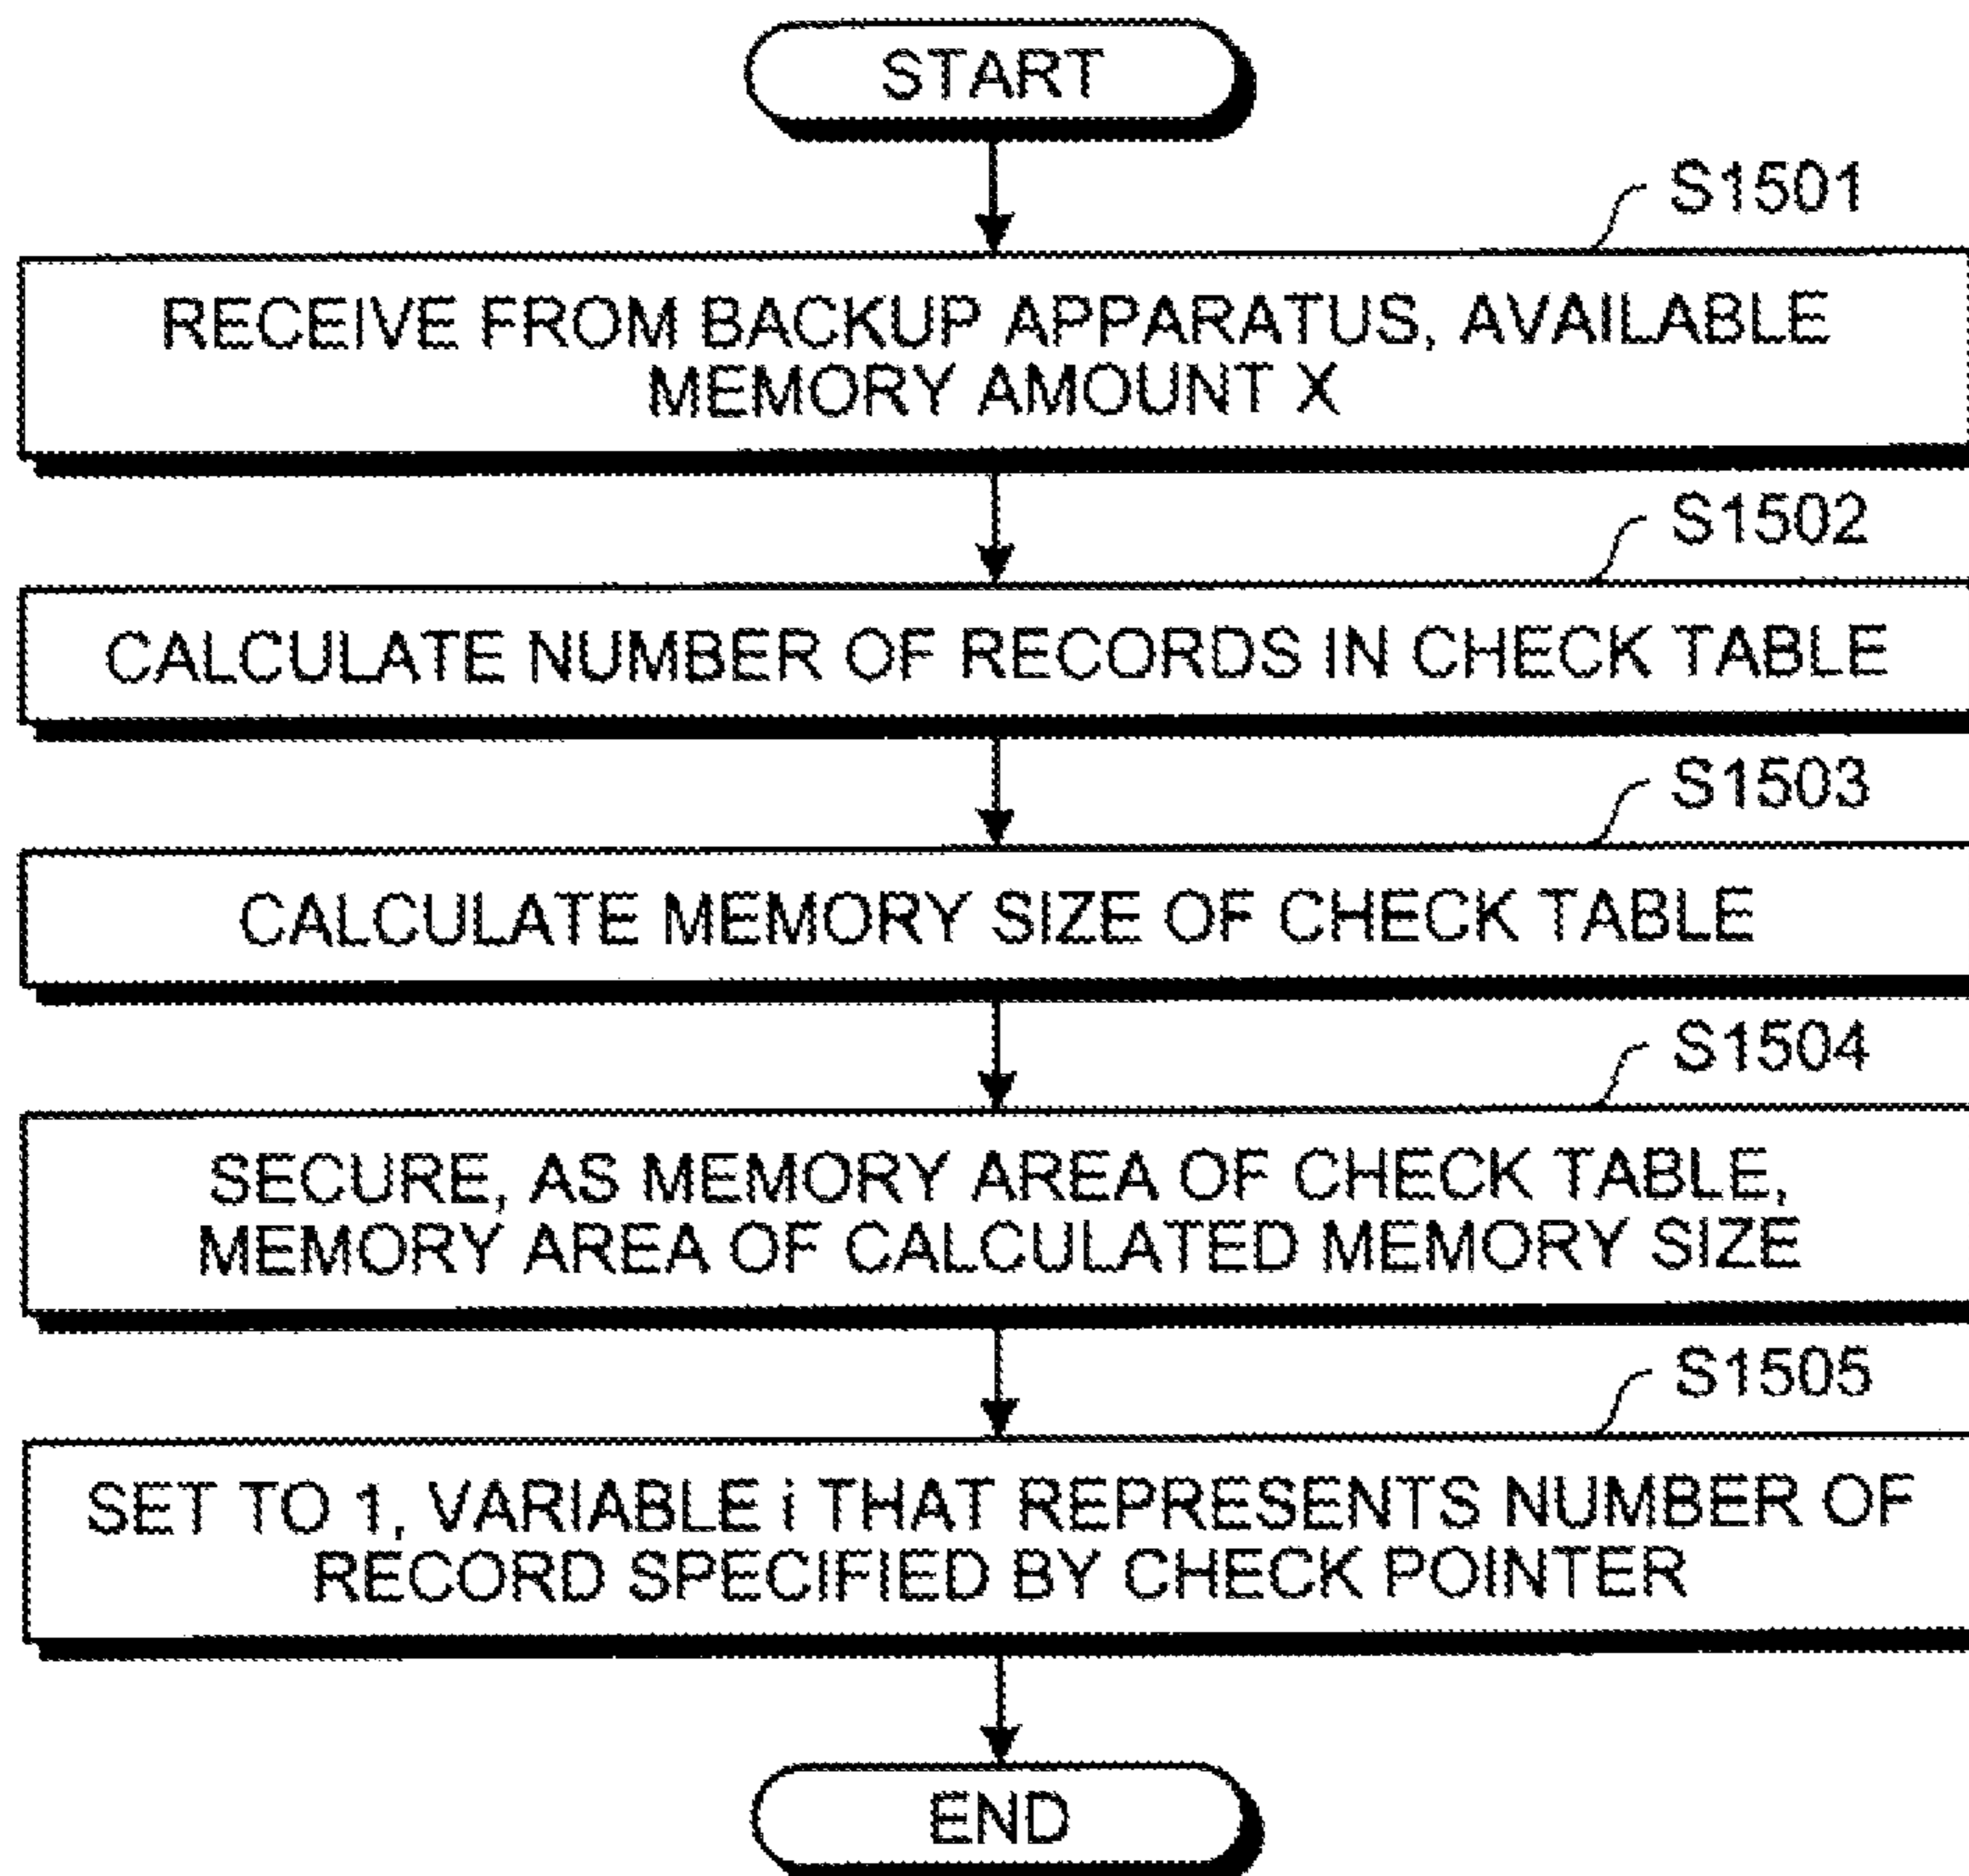 START
S1501
RECEIVE FROM BACKUP APPARATUS, AVAILABLE
MEMORY AMOUNT X
S1502
CALCULATE NUMBER OF RECORDS IN CHECK TABLE
S1503
CALCULATE MEMORY SIZE OF CHECK TABLE
S1504
SECURE, AS MEMORY AREA OF CHECK TABLE,
MEMORY AREA OF CALCULATED MEMORY SIZE
S1505
SET TO 1, VARIABLE i THAT REPRESENTS NUMBER OF
RECORD SPECIFIED BY CHECK POINTER
END